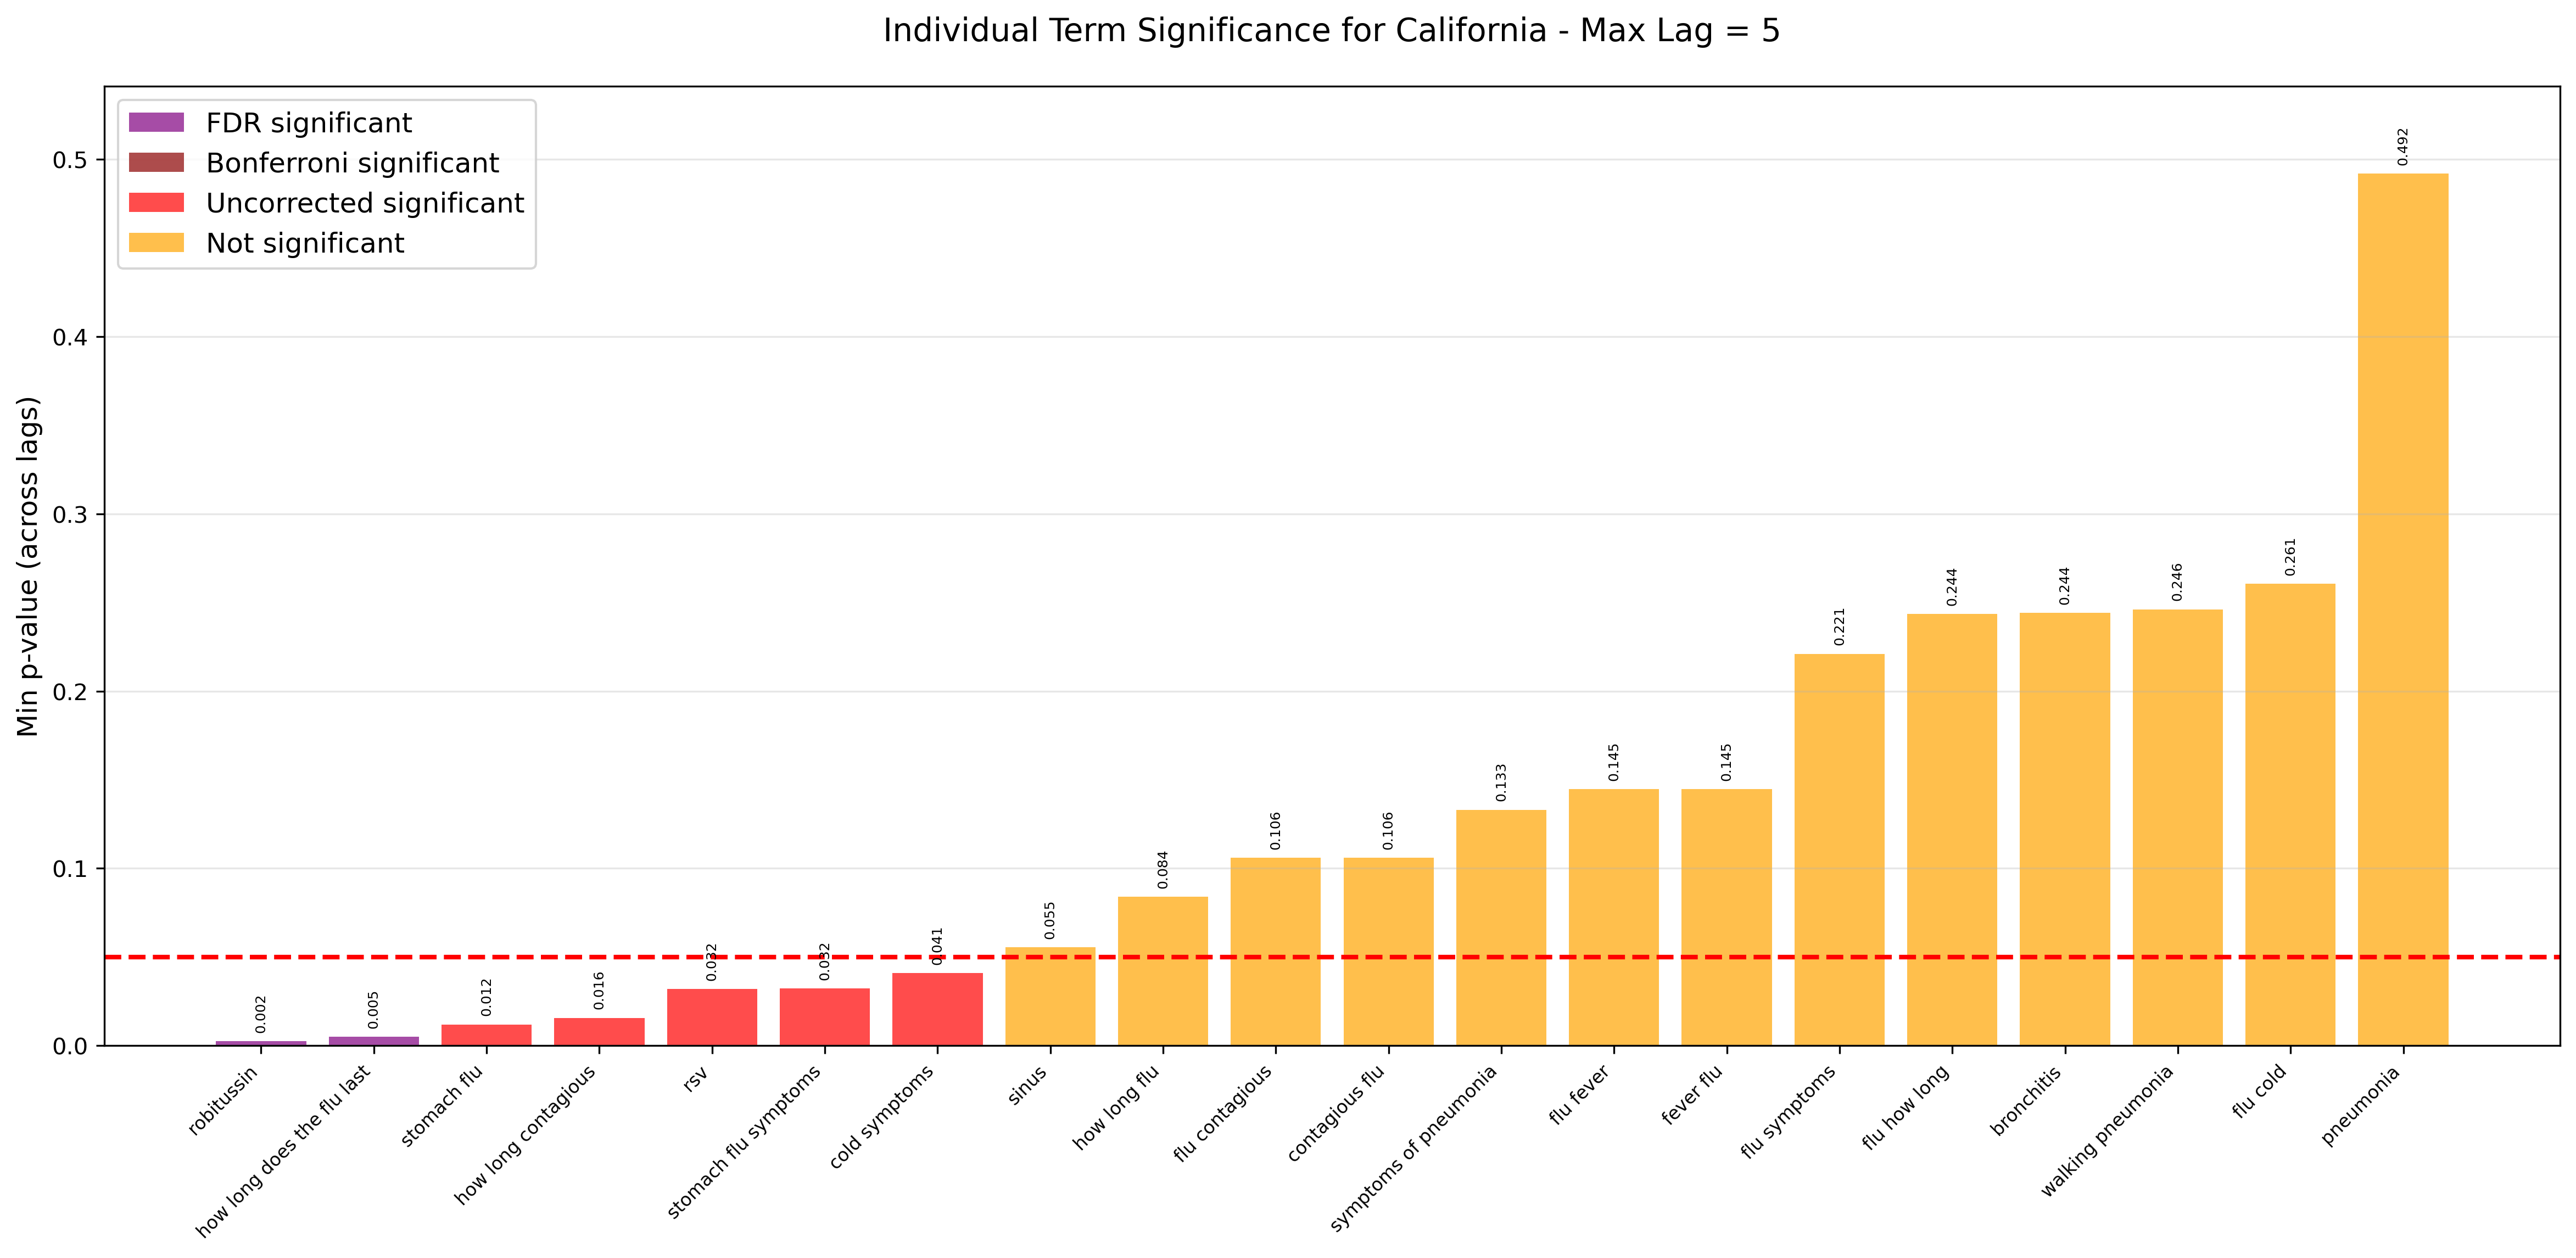 Individual Term Significance for California - Max Lag = 5
FDR significant
Bonferroni significant
Uncorrected significant
Not significant
Min p-value (across lags)
0.5
0.4
0.3
0.2
0.1
0.0
0.002
0.005
0.012
0.016
0.032
0.032
0.041
0.055
0.084
0.106
0.106
0.133
0.145
0.145
0.221
0.244
0.244
0.246
0.261
0.492
robitussin
how long does the flu last
stomach flu
how long contagious
rsv
stomach flu symptoms
cold symptoms
sinus
how long flu
flu contagious
contagious flu
symptoms of pneumonia
flu fever
fever flu
flu symptoms
flu how long
bronchitis
walking pneumonia
flu cold
pneumonia